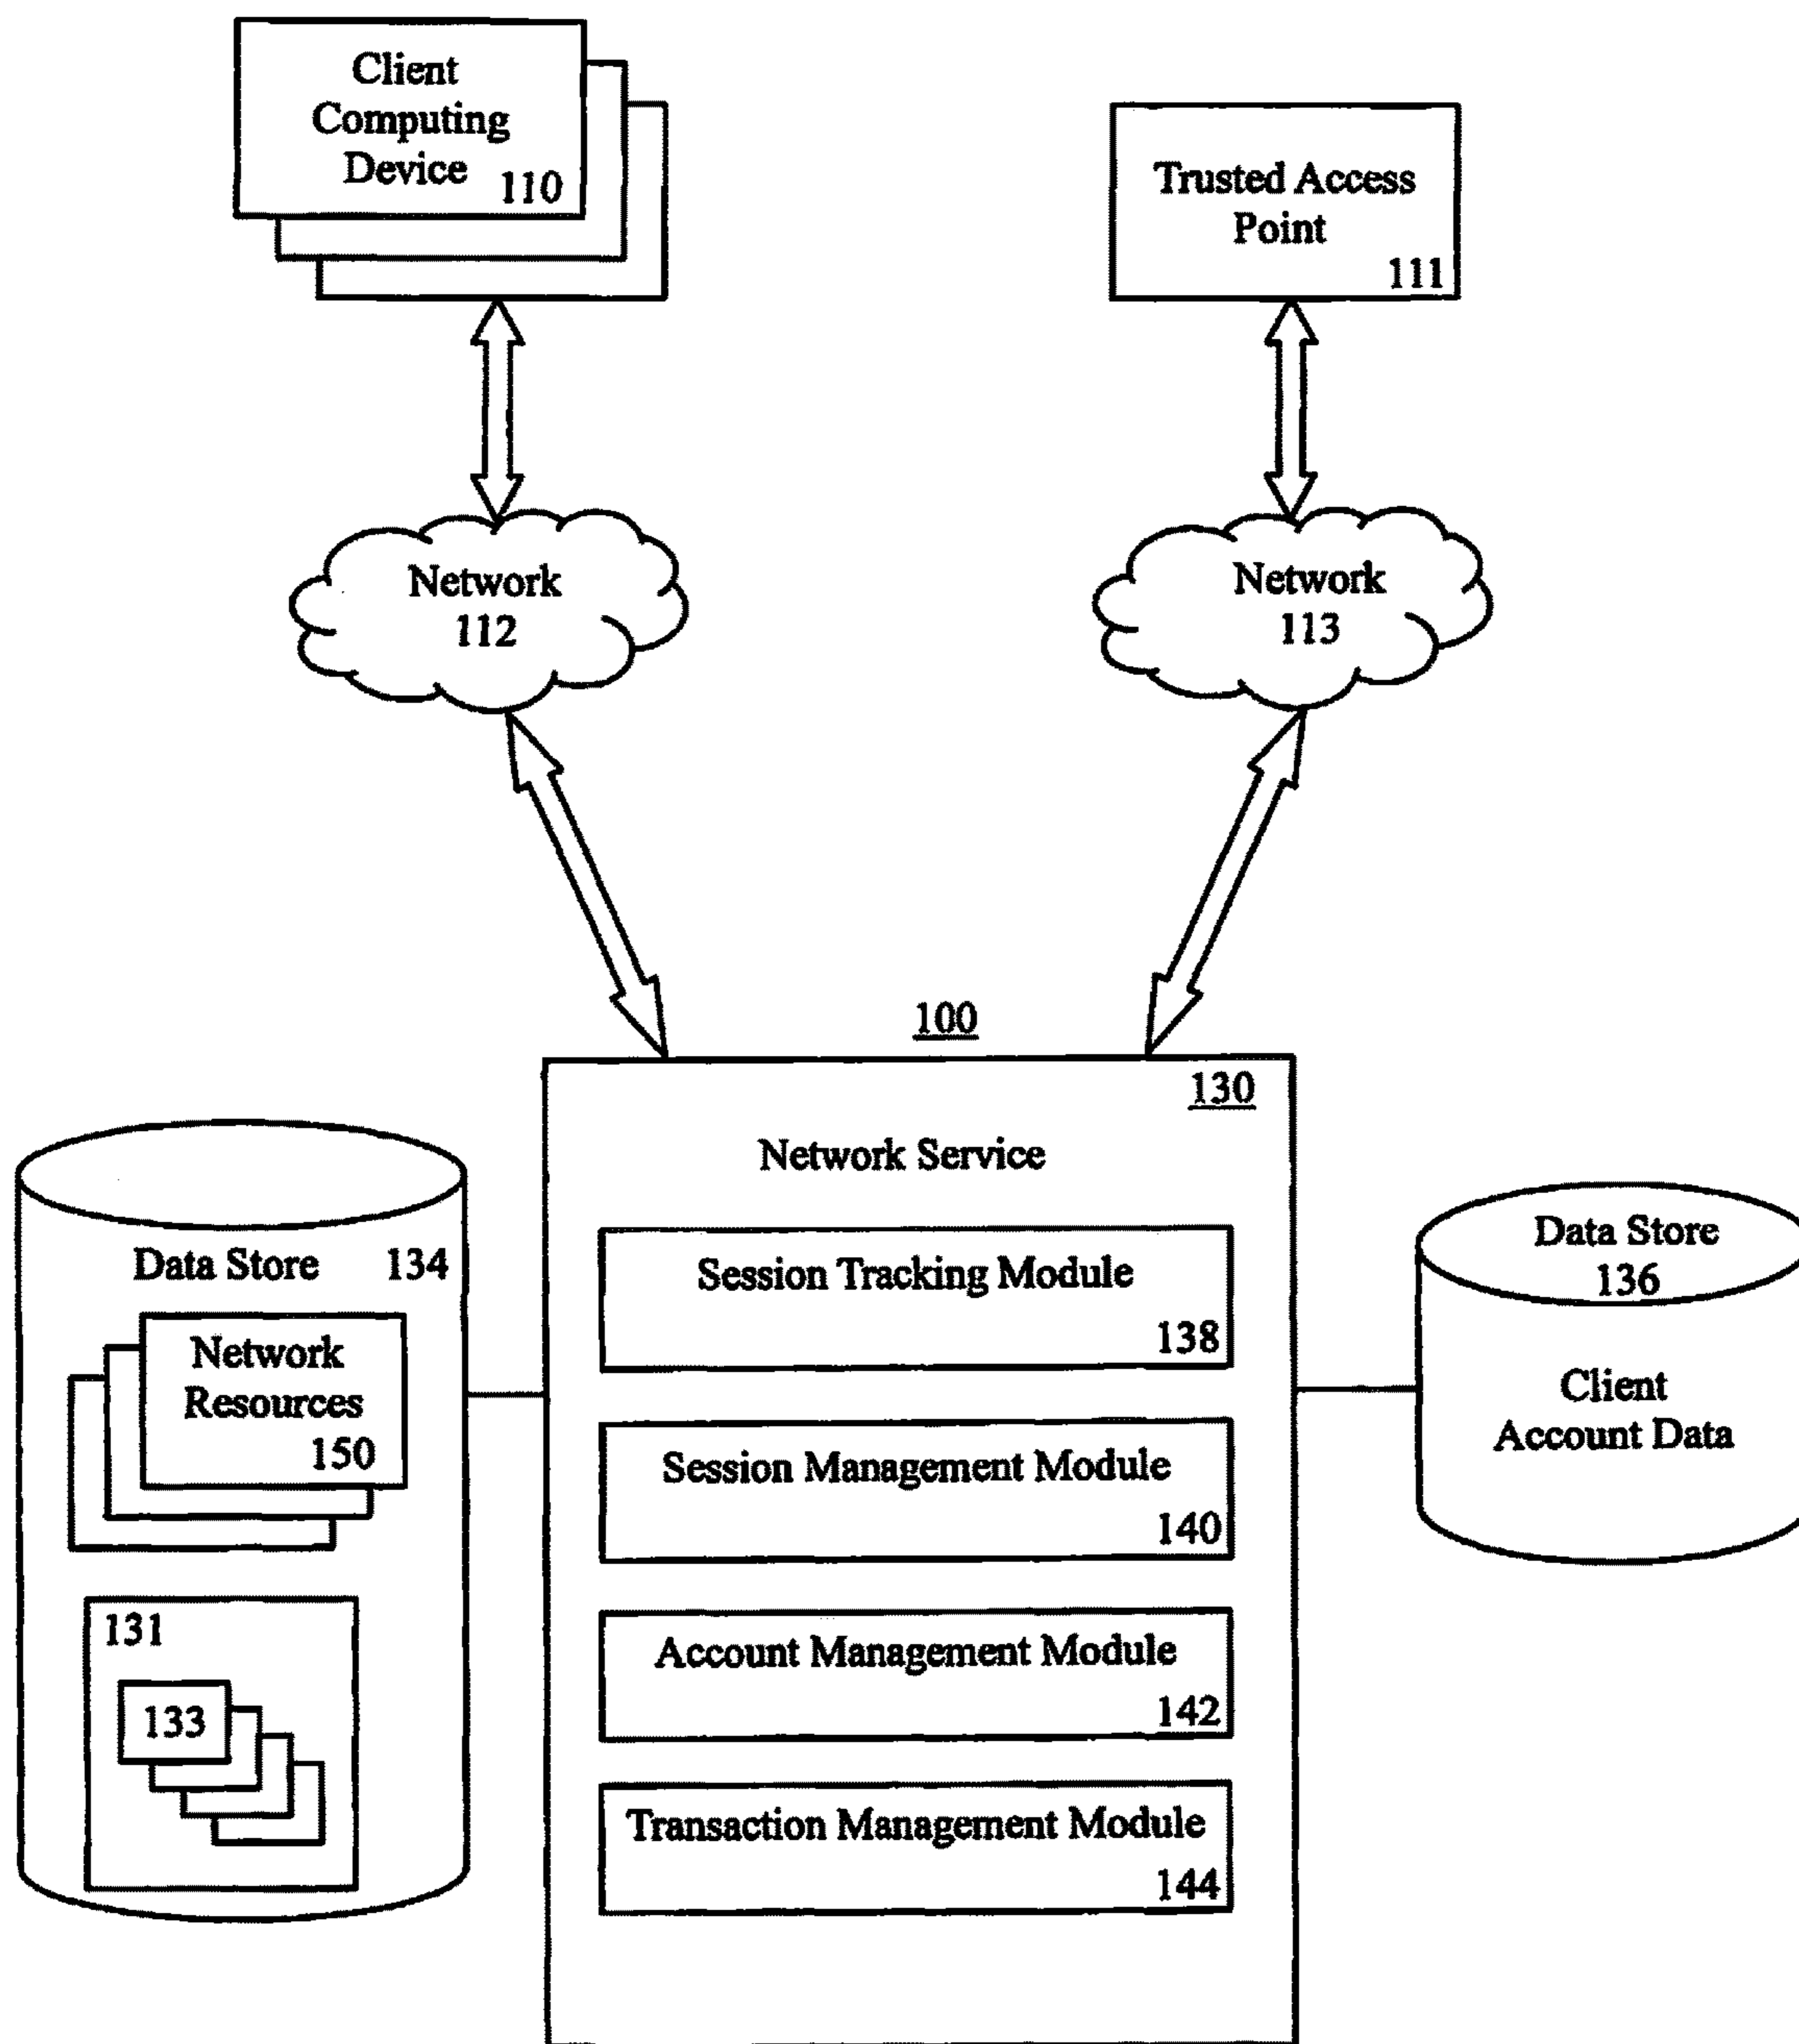 Client
Computing
Device
110
Trusted Access
Point
111
Network
112
Network
113
100
130
Network Service
Session Tracking Module
138
Session Management Module
140
Account Management Module
142
Transaction Management Module
144
Data Store 134
Network
Resources
150
131
133
Data Store
136
Client
Account Data